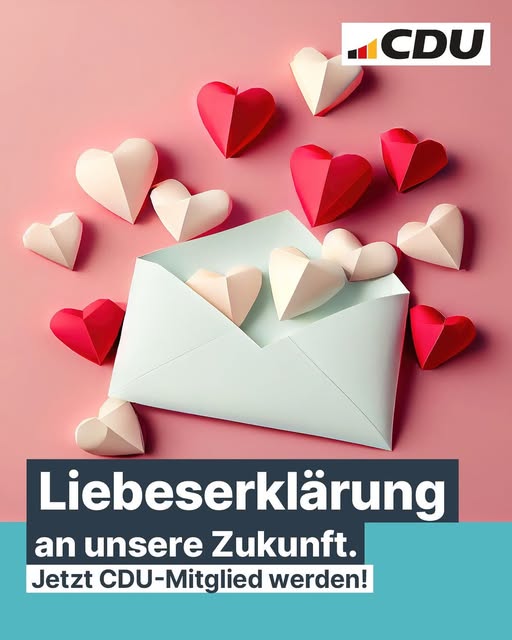 CDU
Liebeserklärung
an unsere Zukunft.
Jetzt CDU-Mitglied werden!